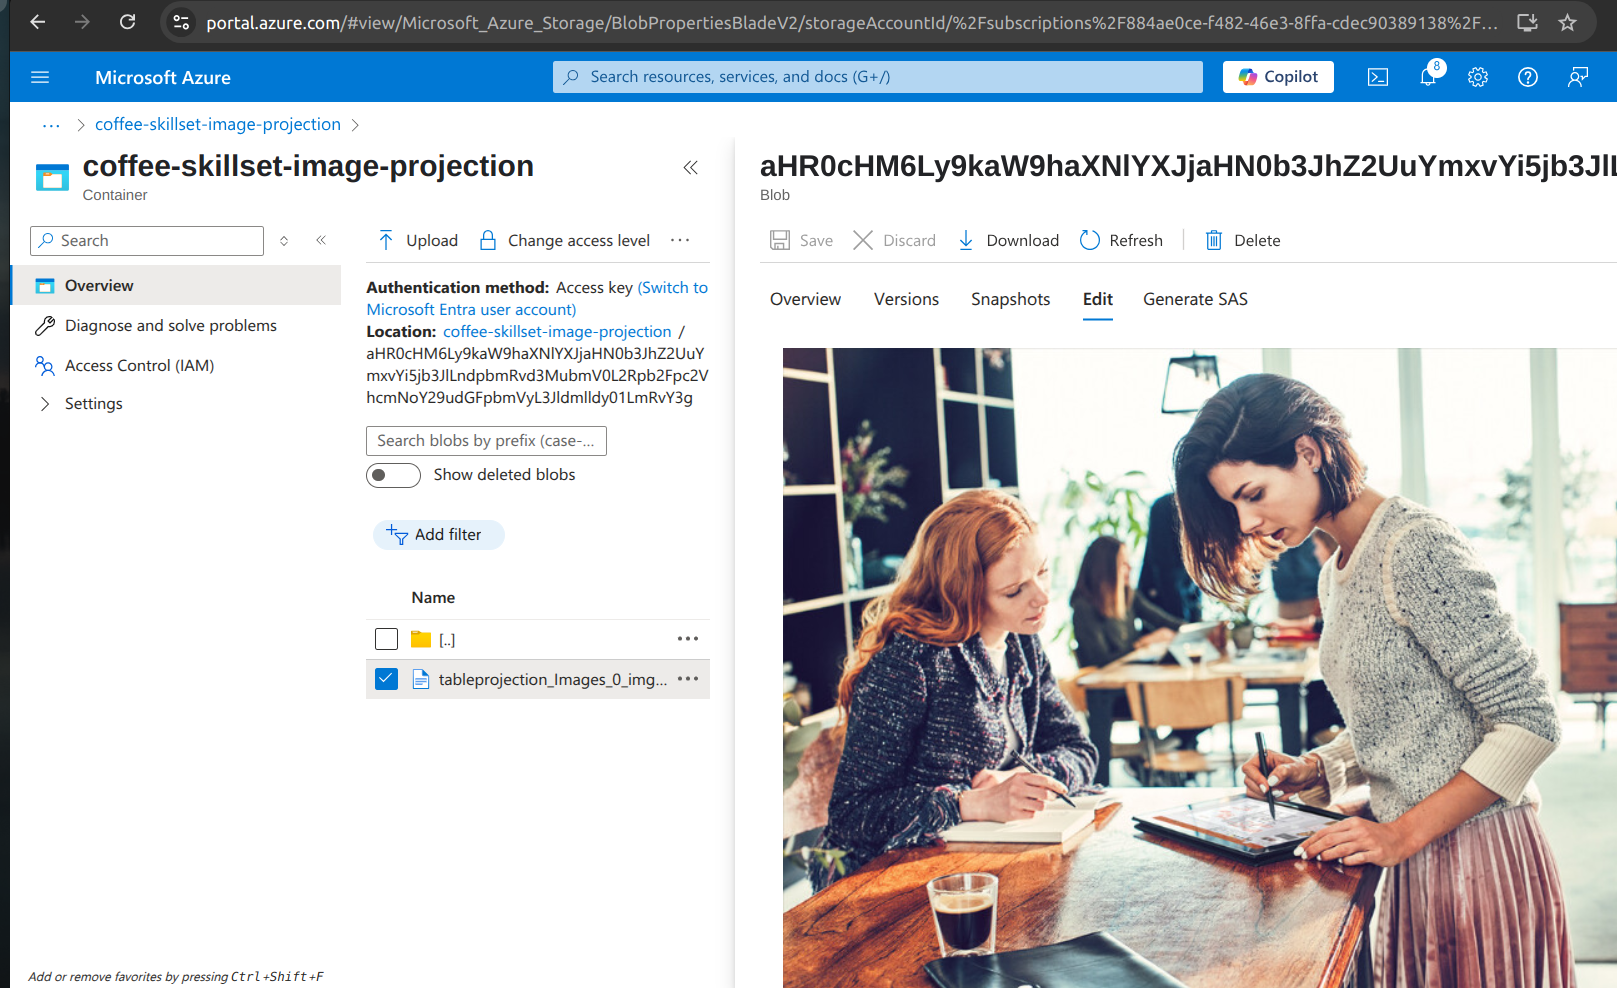 portal.azure.com/#view/Microsoft_Azure_Storage/BlobPropertiesBladeV2/storageAccountId/%2Fsubscriptions%2F884ae0ce-f482-46e3-8ffa-cdec90389138%2F...
Microsoft Azure
Search resources, services, and docs (G+/)
Copilot
8
... > coffee-skillset-image-projection >
coffee-skillset-image-projection
Container
Search
Overview
Diagnose and solve problems
Access Control (IAM)
Settings
Add or remove favorites by pressing Ctrl+Shift+F
Upload
Change access level
...
Authentication method: Access key (Switch to
Microsoft Entra user account)
Location: coffee-skillset-image-projection /
aHR0cHM6Ly9kaW9haXNlYXJjaHN0b3JhZ2UuY
mxvYi5jb3JlLndpbmRvd3MubmV0L2Rpb2Fpc2V
hcmNoY29udGFpbmVyL3Jldmlldy01LmRvY3g
Search blobs by prefix (case-...
Show deleted blobs
Add filter
Name
[..]
tableprojection_Images_0_img...
aHR0cHM6Ly9kaW9haXNlYXJjaHN0b3JhZ2UuYmxvYi5jb3JlL
Blob
Save
Discard
Download
Refresh
Delete
Overview
Versions
Snapshots
Edit
Generate SAS